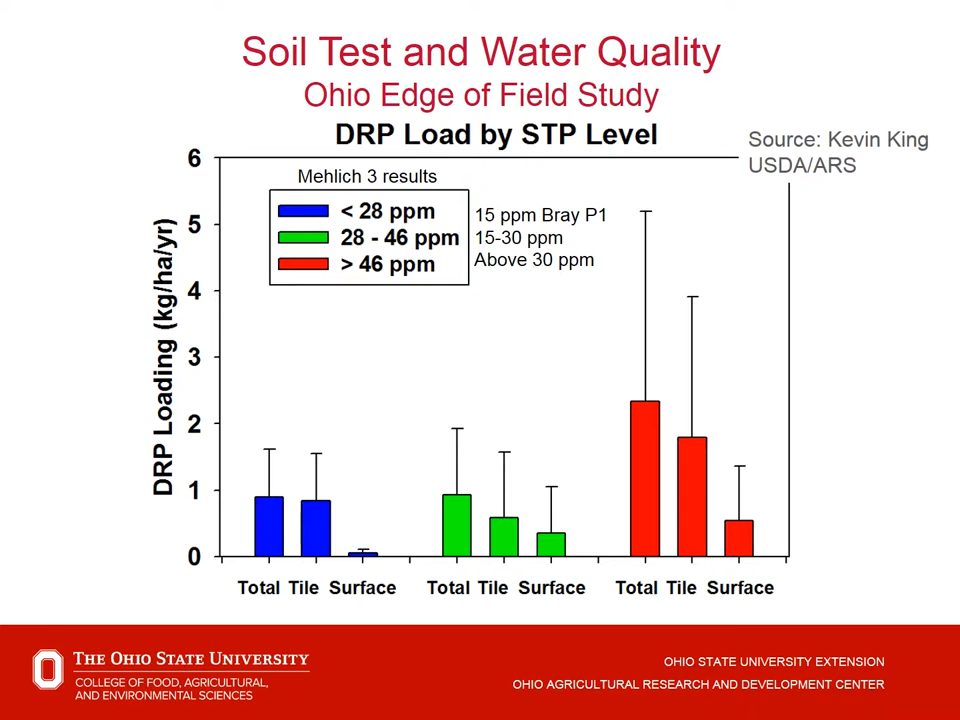 Soil Test and Water Quality
Ohio Edge of Field Study
DRP Load by STP Level
Source: Kevin King
USDA/ARS
Mehlich 3 results
< 28 ppm
28 - 46 ppm
> 46 ppm
15 ppm Bray P1
15-30 ppm
Above 30 ppm
DRP Loading (kg/ha/yr)
6
5
4
3
2
1
0
Total Tile Surface Total Tile Surface Total Tile Surface
THE OHIO STATE UNIVERSITY
COLLEGE OF FOOD, AGRICULTURAL,
AND ENVIRONMENTAL SCIENCES
OHIO STATE UNIVERSITY EXTENSION
OHIO AGRICULTURAL RESEARCH AND DEVELOPMENT CENTER